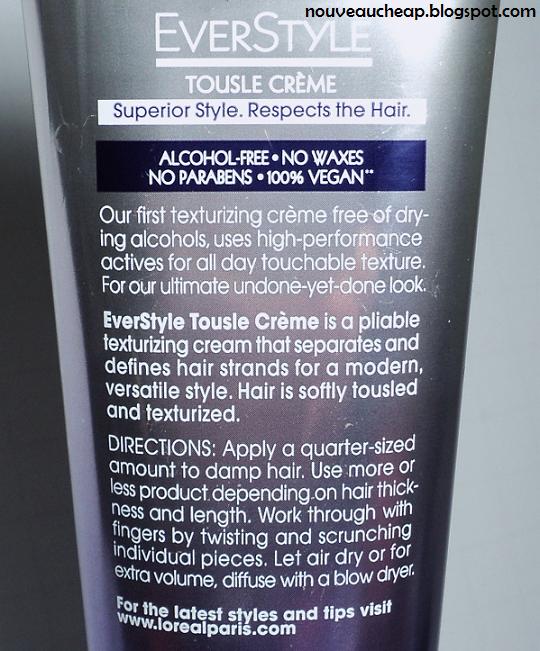 nouveaucheap.blogspot.com
EVERSTYLE
TOUSLE CRÈME
Superior Style. Respects the Hair.
ALCOHOL-FREE • NO WAXES
NO PARABENS • 100% VEGAN**
Our first texturizing crème free of dry-
ing alcohols, uses high-performance
actives for all day touchable texture.
For our ultimate undone-yet-done look.
EverStyle Tousle Crème is a pliable
texturizing cream that separates and
defines hair strands for a modern,
versatile style. Hair is softly tousled
and texturized.
DIRECTIONS: Apply a quarter-sized
amount to damp hair. Use more or
less product depending on hair thick-
ness and length. Work through with
fingers by twisting and scrunching
individual pieces. Let air dry or for
extra volume, diffuse with a blow dryer.
For the latest styles and tips visit
www.lorealparis.com